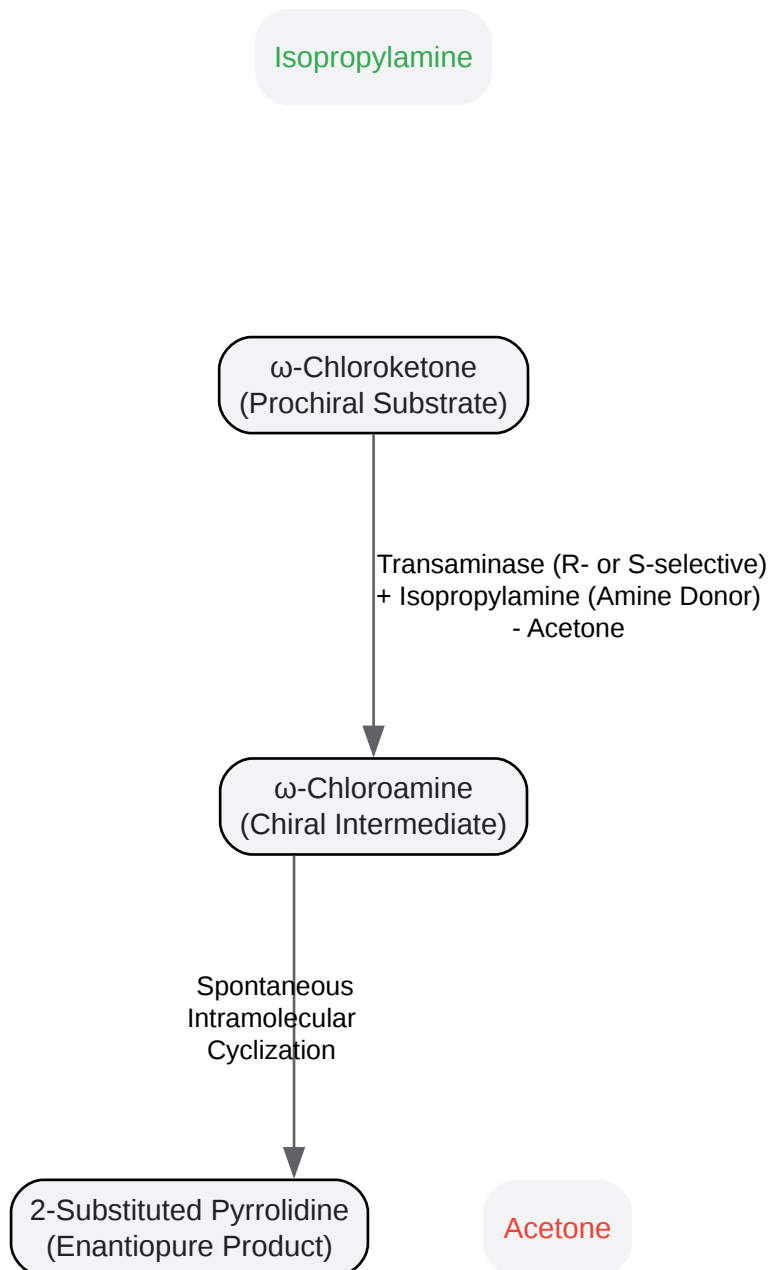 Isopropylamine
ω-Chloroketone
(Prochiral Substrate)
Transaminase (R- or S-selective)
+ Isopropylamine (Amine Donor)
- Acetone
ω-Chloroamine
(Chiral Intermediate)
Spontaneous
Intramolecular
Cyclization
2-Substituted Pyrrolidine
(Enantiopure Product)
Acetone